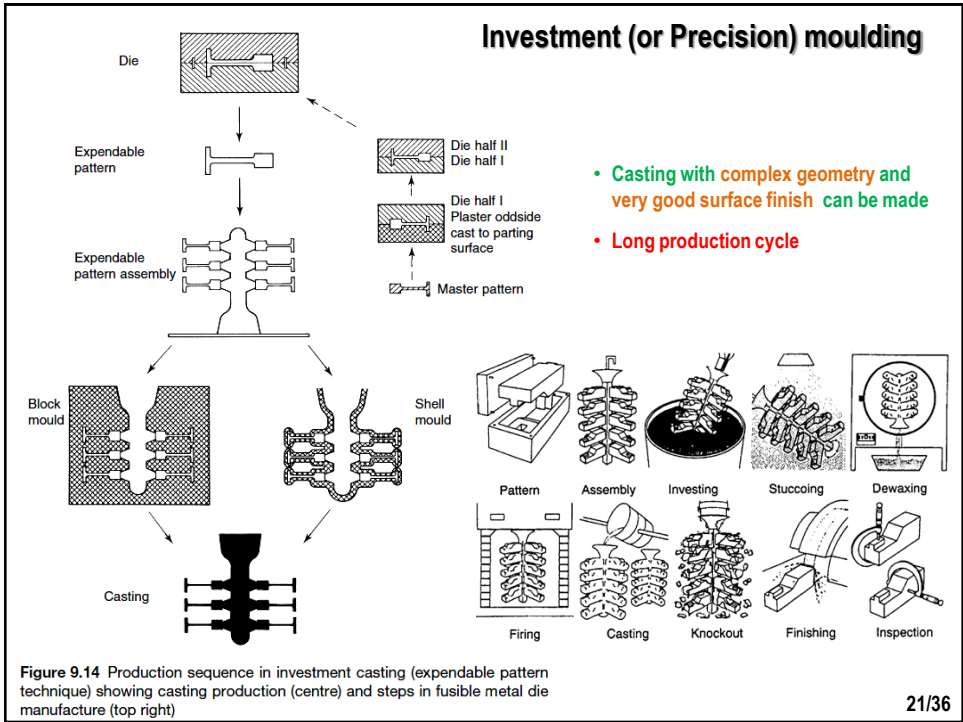 Investment (or Precision) moulding
Die
Expendable
pattern
Expendable
pattern assembly
Die half II
Die half I
Die half I
Plaster oddside
cast to parting
surface
Master pattern
• Casting with complex geometry and
very good surface finish can be made
• Long production cycle
Block
mould
Shell
mould
Casting
Pattern
Assembly
Investing
Stuccoing
Dewaxing
Firing
Casting
Knockout
Finishing
Inspection
Figure 9.14 Production sequence in investment casting (expendable pattern
technique) showing casting production (centre) and steps in fusible metal die
manufacture (top right)
21/36